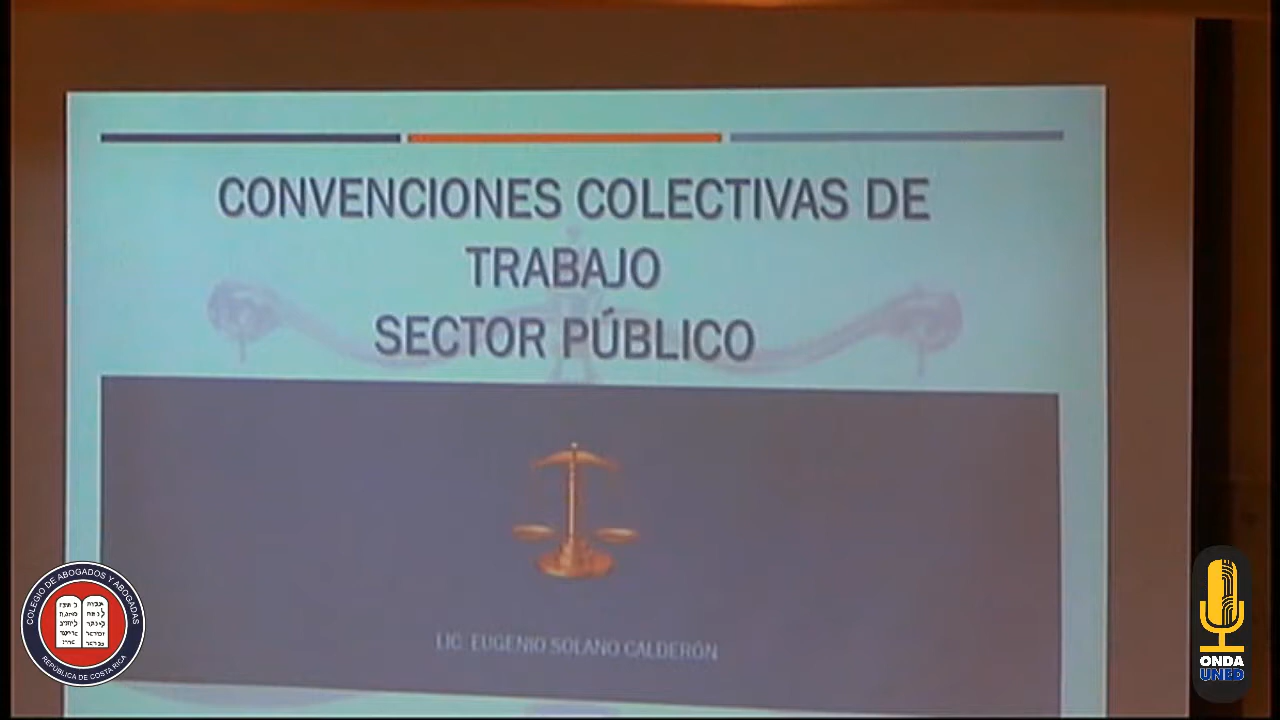 CONVENCIONES COLECTIVAS DE
TRABAJO
SECTOR PÚBLICO
LIC. EUGENIO SOLANO CALDERÓN
COLEGIO DE ABOGADOS Y ABOGADAS
REPÚBLICA DE COSTA RICA
ONDA
UNED